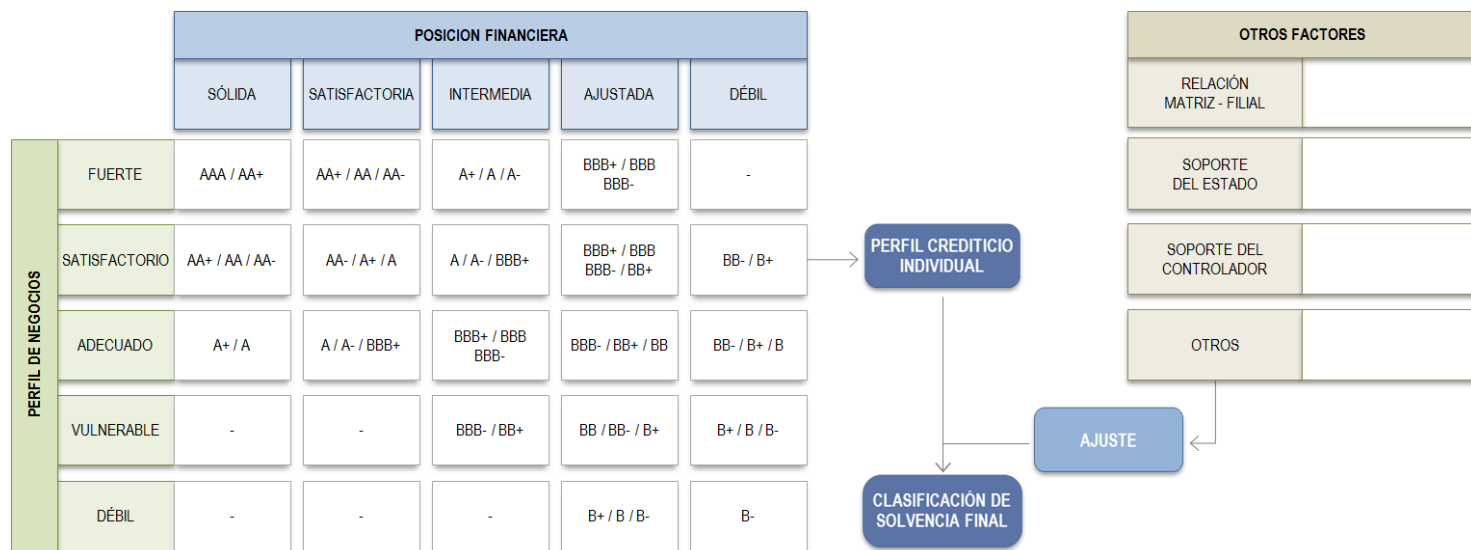 POSICION FINANCIERA
SÓLIDA
SATISFACTORIA
INTERMEDIA
AJUSTADA
DÉBIL
PERFIL DE NEGOCIOS
FUERTE
AAA / AA+
AA+ / AA / AA-
A+ / A / A-
BBB+ / BBB
BBB-
-
SATISFACTORIO
AA+ / AA / AA-
AA- / A+ / A
A / A- / BBB+
BBB+ / BBB
BBB- / BB+
BB- / B+
ADECUADO
A+ / A
A / A- / BBB+
BBB+ / BBB
BBB-
BBB- / BB+ / BB
BB- / B+ / B
VULNERABLE
-
-
BBB- / BB+
BB / BB- / B+
B+ / B / B-
DÉBIL
-
-
-
B+ / B / B-
B-
PERFIL CREDITICIO
INDIVIDUAL
CLASIFICACIÓN DE
SOLVENCIA FINAL
AJUSTE
OTROS FACTORES
RELACIÓN
MATRIZ - FILIAL
SOPORTE
DEL ESTADO
SOPORTE DEL
CONTROLADOR
OTROS